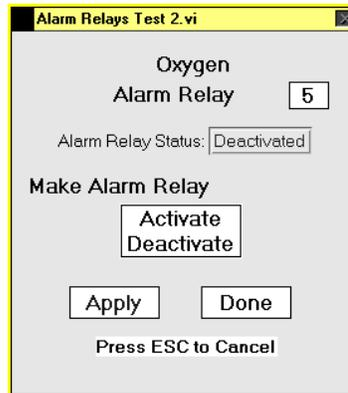 Alarm Relays Test 2.vi
Oxygen
Alarm Relay 5
Alarm Relay Status: Deactivated
Make Alarm Relay
Activate
Deactivate
Apply Done
Press ESC to Cancel